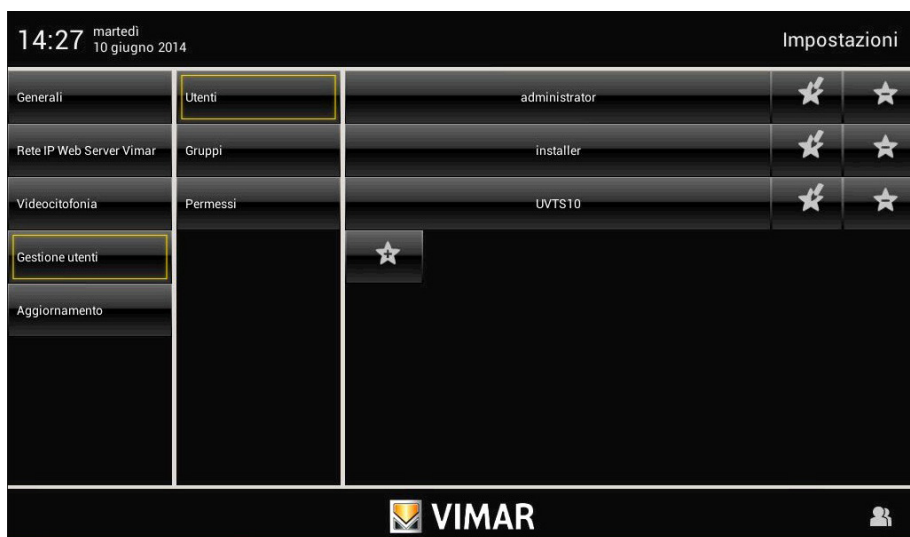 14:27 martedì
10 giugno 2014
Impostazioni
Generali
Utenti
administrator
Rete IP Web Server Vimar
Gruppi
installer
Videocitofonia
Permessi
UVTS10
Gestione utenti
Aggiornamento
VIMAR